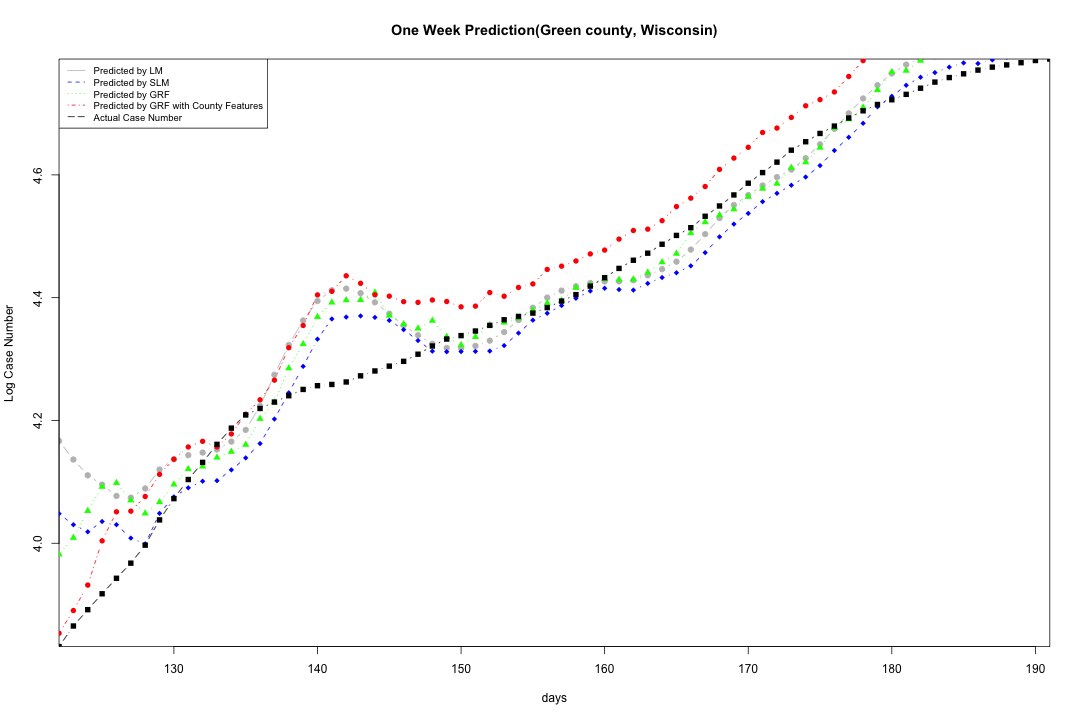 One Week Prediction(Green county, Wisconsin)
Predicted by LM
Predicted by SLM
Predicted by GRF
Predicted by GRF with County Features
Actual Case Number
Log Case Number
4.6
4.4
4.2
4.0
130 140 150 160 170 180 190
days